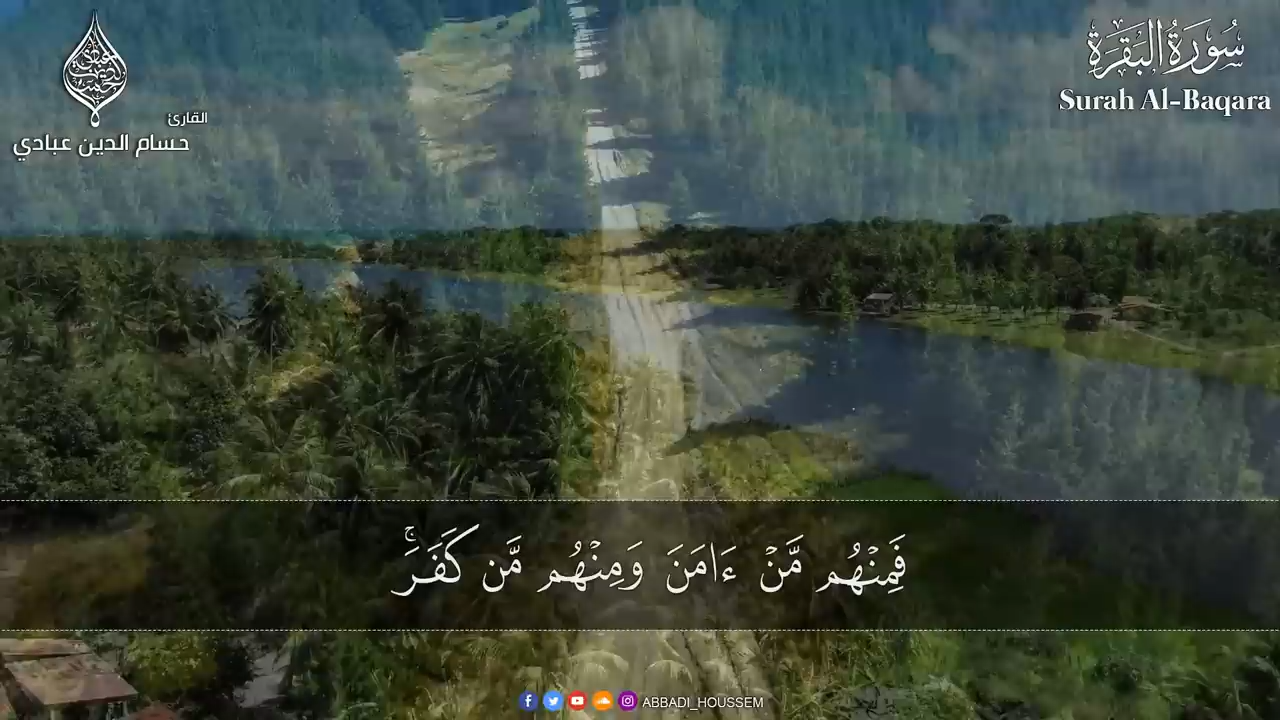 سُورَةُ البَقَرَةِ
Surah Al-Baqara
القارئ
حسام الدين عبادي
فَمِنْهُم مَّنْ ءَامَنَ وَمِنْهُم مَّن كَفَرَ ۚ
ABBADI_HOUSSEM